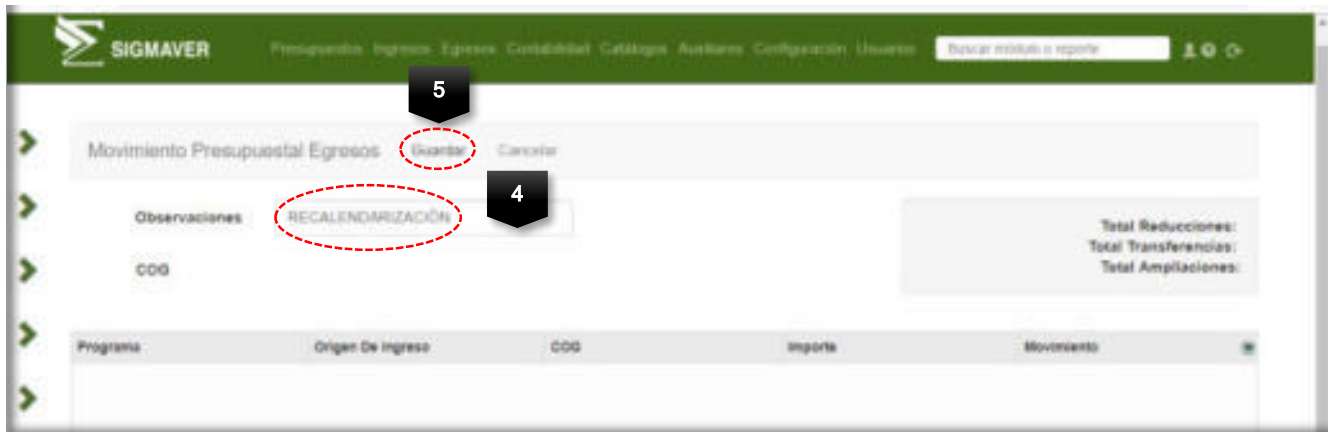 SIGMAVER Presupuestos Ingresos Egresos Contabilidad Catálogos Auxiliares Configuración Usuarios Buscar módulo o reporte
5
Movimiento Presupuestal Egresos Guardar Cancelar
4
Observaciones RECALENDARIZACIÓN
Total Reducciones:
Total Transferencias:
COG
Total Ampliaciones:
Programa Origen De Ingreso COG Importe Movimiento